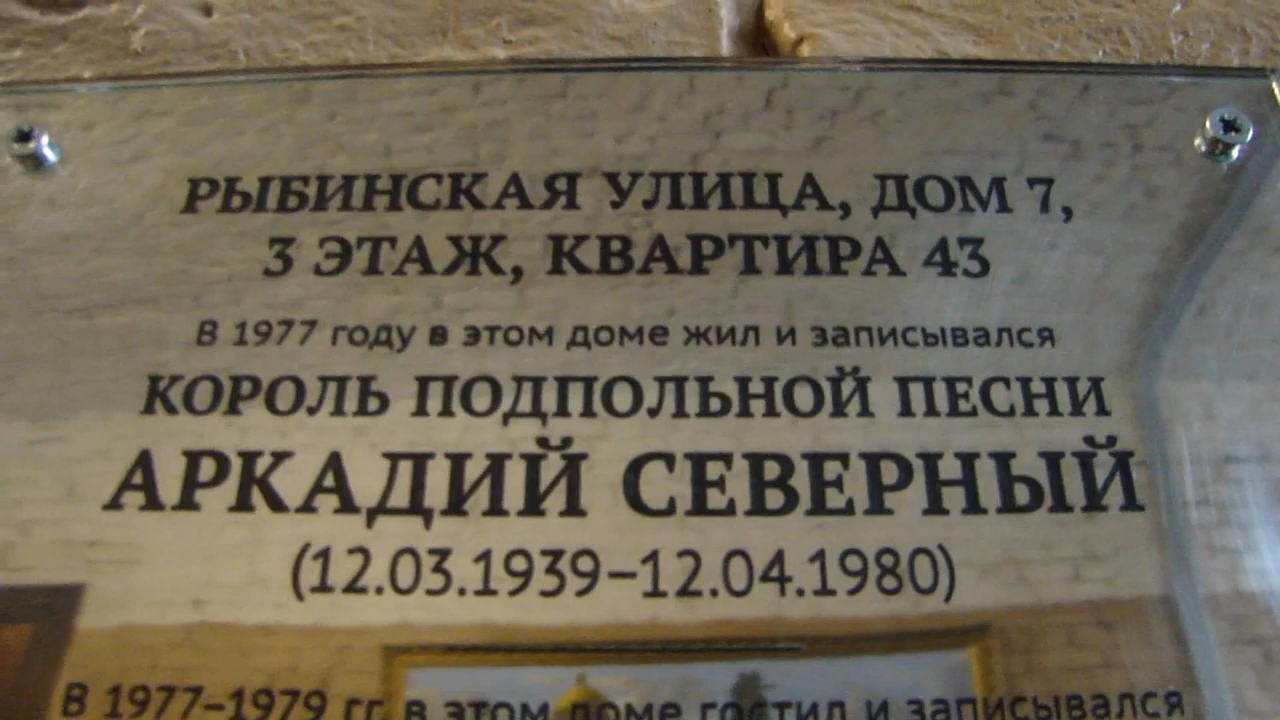 РЫБИНСКАЯ УЛИЦА, ДОМ 7,
3 ЭТАЖ, КВАРТИРА 43
В 1977 году в этом доме жил и записывался
КОРОЛЬ ПОДПОЛЬНОЙ ПЕСНИ
АРКАДИЙ СЕВЕРНЫЙ
(12.03.1939–12.04.1980)
В 1977–1979 гг. в этом доме гостил и записывался